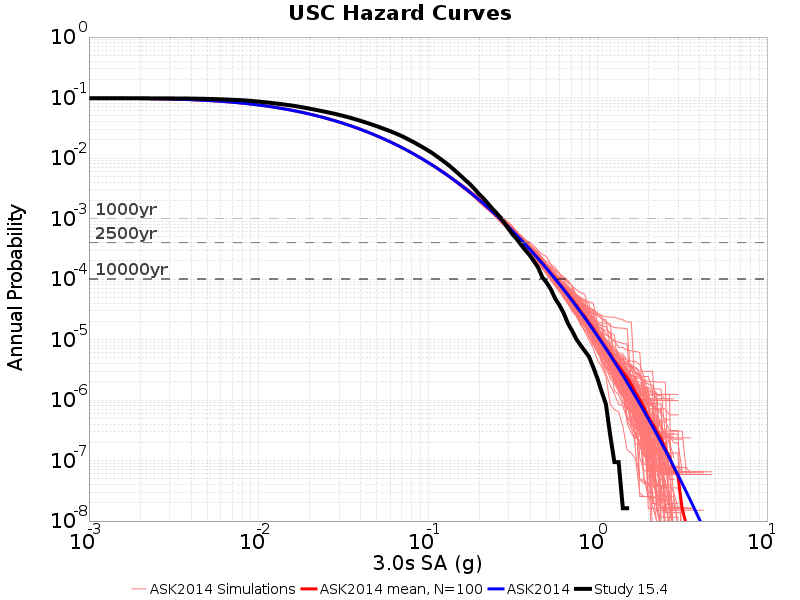 USC Hazard Curves
Annual Probability
10^0
10^-1
10^-2
10^-3
10^-4
10^-5
10^-6
10^-7
10^-8
1000yr
2500yr
10000yr
10^-3 10^-2 10^-1 10^0 10^1
3.0s SA (g)
ASK2014 Simulations ASK2014 mean, N=100 ASK2014 Study 15.4